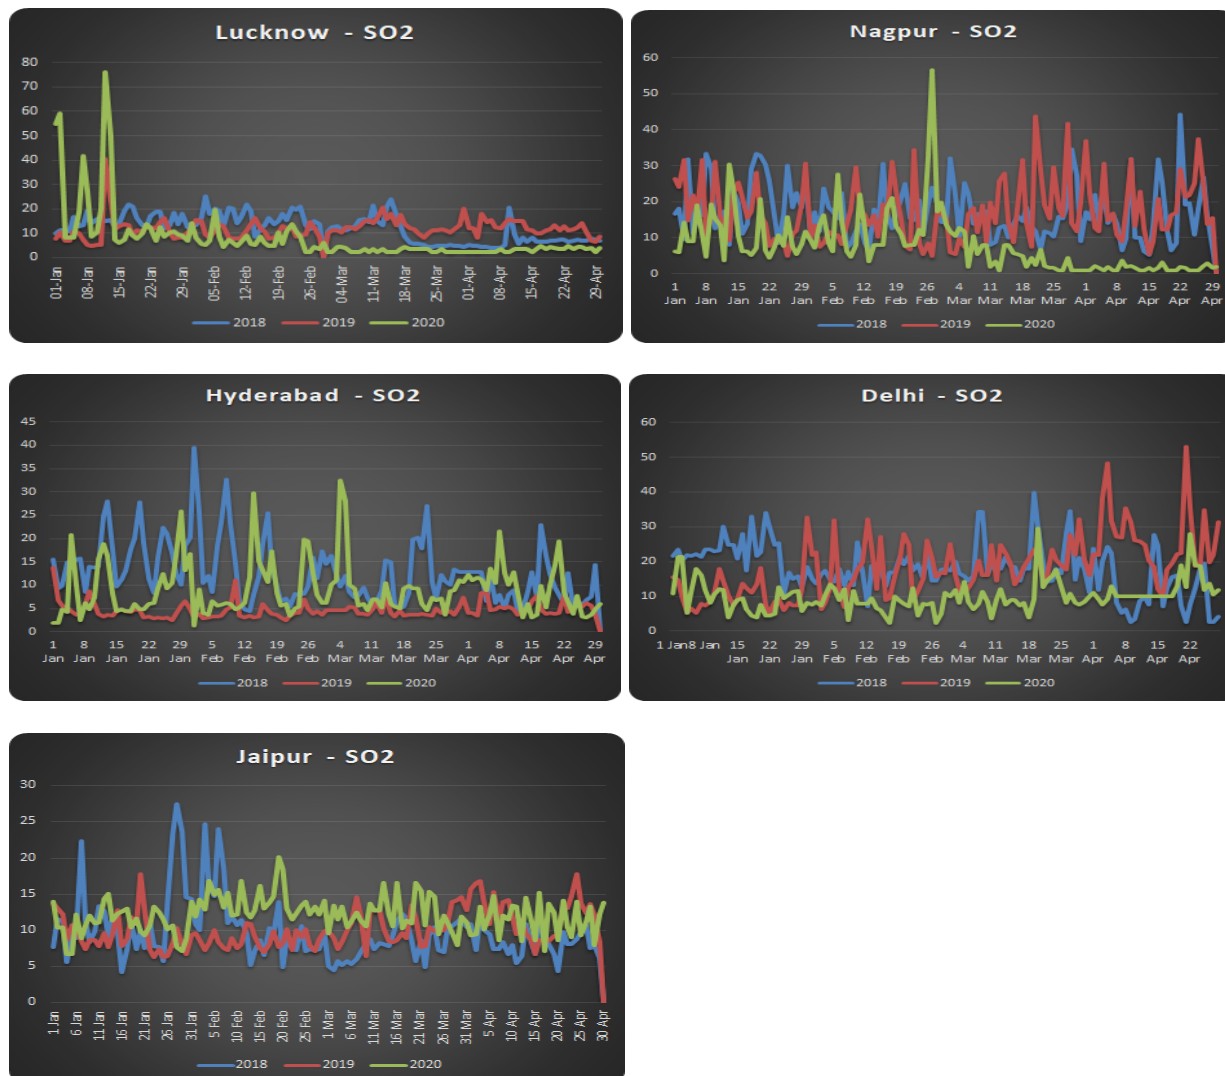 Lucknow - SO2
80
70
60
50
40
30
20
10
0
01-Jan 08-Jan 15-Jan 22-Jan 29-Jan 05-Feb 12-Feb 19-Feb 26-Feb 04-Mar 11-Mar 18-Mar 25-Mar 01-Apr 08-Apr 15-Apr 22-Apr 29-Apr
2018 2019 2020
Nagpur - SO2
60
50
40
30
20
10
0
1 8 15 22 29 5 12 19 26 4 11 18 25 1 8 15 22 29
Jan Jan Jan Jan Jan Feb Feb Feb Feb Mar Mar Mar Mar Apr Apr Apr Apr Apr
2018 2019 2020
Hyderabad - SO2
45
40
35
30
25
20
15
10
5
0
1 8 15 22 29 5 12 19 26 4 11 18 25 1 8 15 22 29
Jan Jan Jan Jan Jan Feb Feb Feb Feb Mar Mar Mar Mar Apr Apr Apr Apr Apr
2018 2019 2020
Delhi - SO2
60
50
40
30
20
10
0
1 Jan 8 Jan 15 22 29 5 12 19 26 4 11 18 25 1 8 15 22
Jan Jan Jan Feb Feb Feb Feb Mar Mar Mar Mar Apr Apr Apr Apr
2018 2019 2020
Jaipur - SO2
30
25
20
15
10
5
0
1 Jan 6 Jan 11 Jan 16 Jan 21 Jan 26 Jan 31 Jan 5 Feb 10 Feb 15 Feb 20 Feb 25 Feb 1 Mar 6 Mar 11 Mar 16 Mar 21 Mar 26 Mar 31 Mar 5 Apr 10 Apr 15 Apr 20 Apr 25 Apr 30 Apr
2018 2019 2020